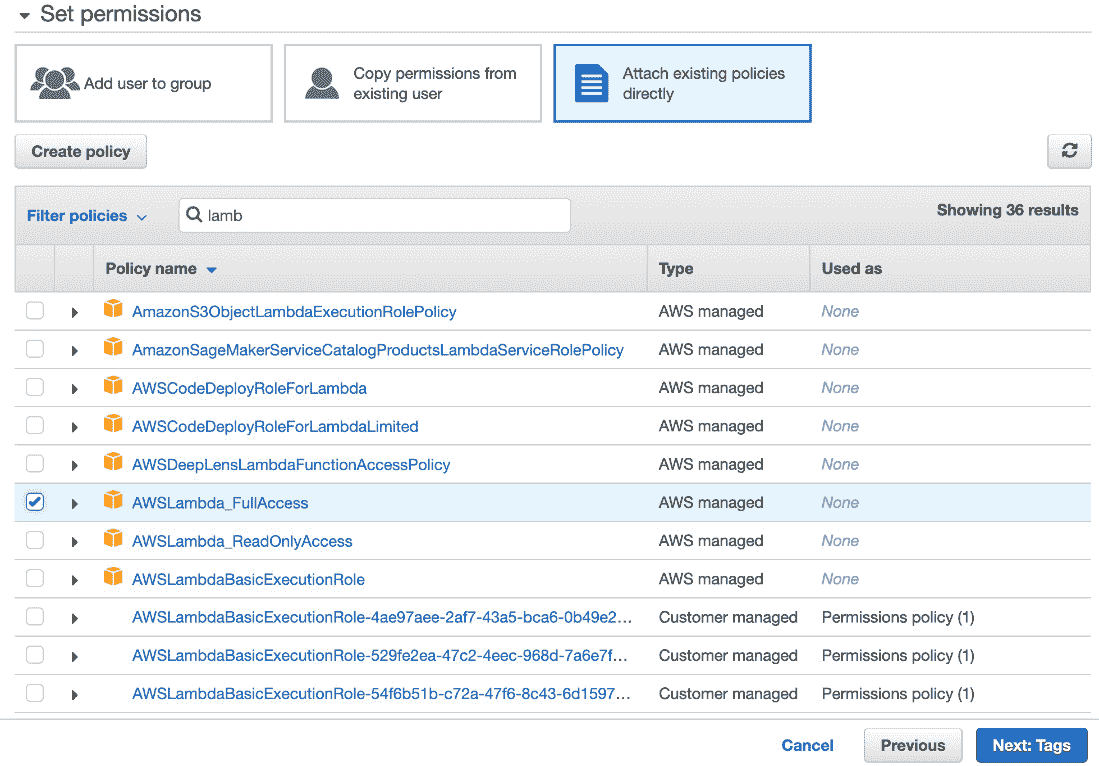 Set permissions
Add user to group
Copy permissions from
existing user
Attach existing policies
directly
Create policy
Filter policies
lamb
Showing 36 results
Policy name Type Used as
AmazonS3ObjectLambdaExecutionRolePolicy AWS managed None
AmazonSageMakerServiceCatalogProductsLambdaServiceRolePolicy AWS managed None
AWSCodeDeployRoleForLambda AWS managed None
AWSCodeDeployRoleForLambdaLimited AWS managed None
AWSDeepLensLambdaFunctionAccessPolicy AWS managed None
AWSLambda_FullAccess AWS managed None
AWSLambda_ReadOnlyAccess AWS managed None
AWSLambdaBasicExecutionRole AWS managed None
AWSLambdaBasicExecutionRole-4ae97aee-2af7-43a5-bca6-0b49e2... Customer managed Permissions policy (1)
AWSLambdaBasicExecutionRole-529fe2ea-47c2-4eec-968d-7a6e7f... Customer managed Permissions policy (1)
AWSLambdaBasicExecutionRole-54f6b51b-c72a-47f6-8c43-6d1597... Customer managed Permissions policy (1)
Cancel Previous Next: Tags